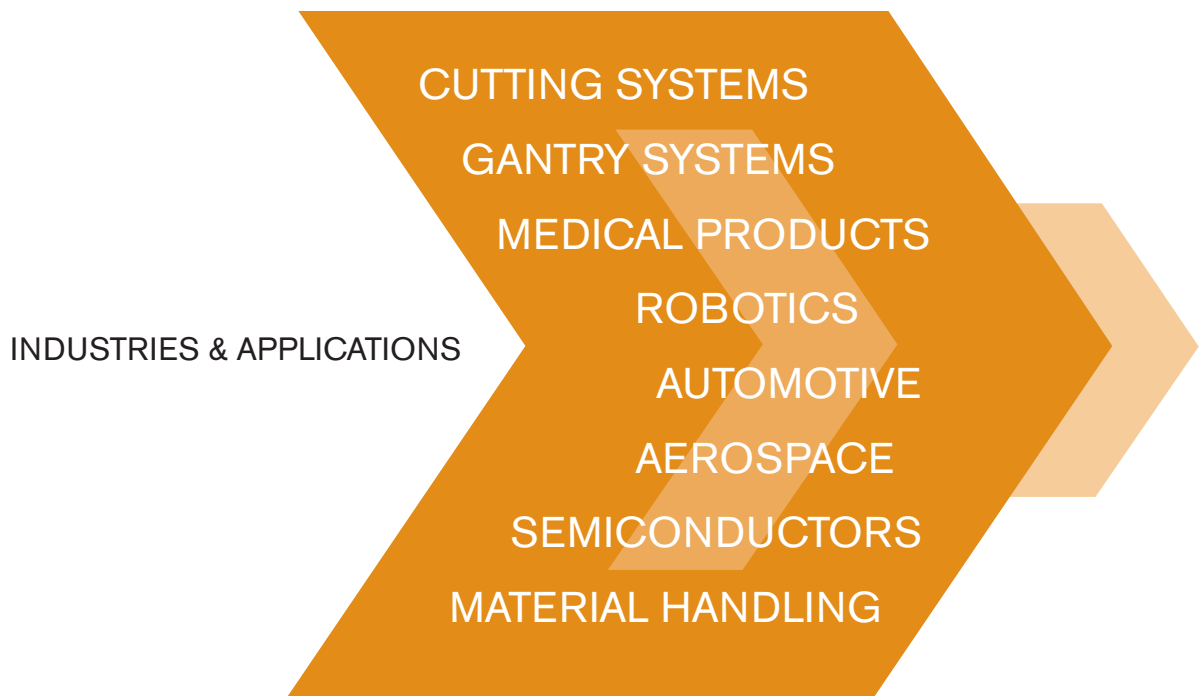 CUTTING SYSTEMS
GANTRY SYSTEMS
MEDICAL PRODUCTS
ROBOTICS
INDUSTRIES & APPLICATIONS
AUTOMOTIVE
AEROSPACE
SEMICONDUCTORS
MATERIAL HANDLING